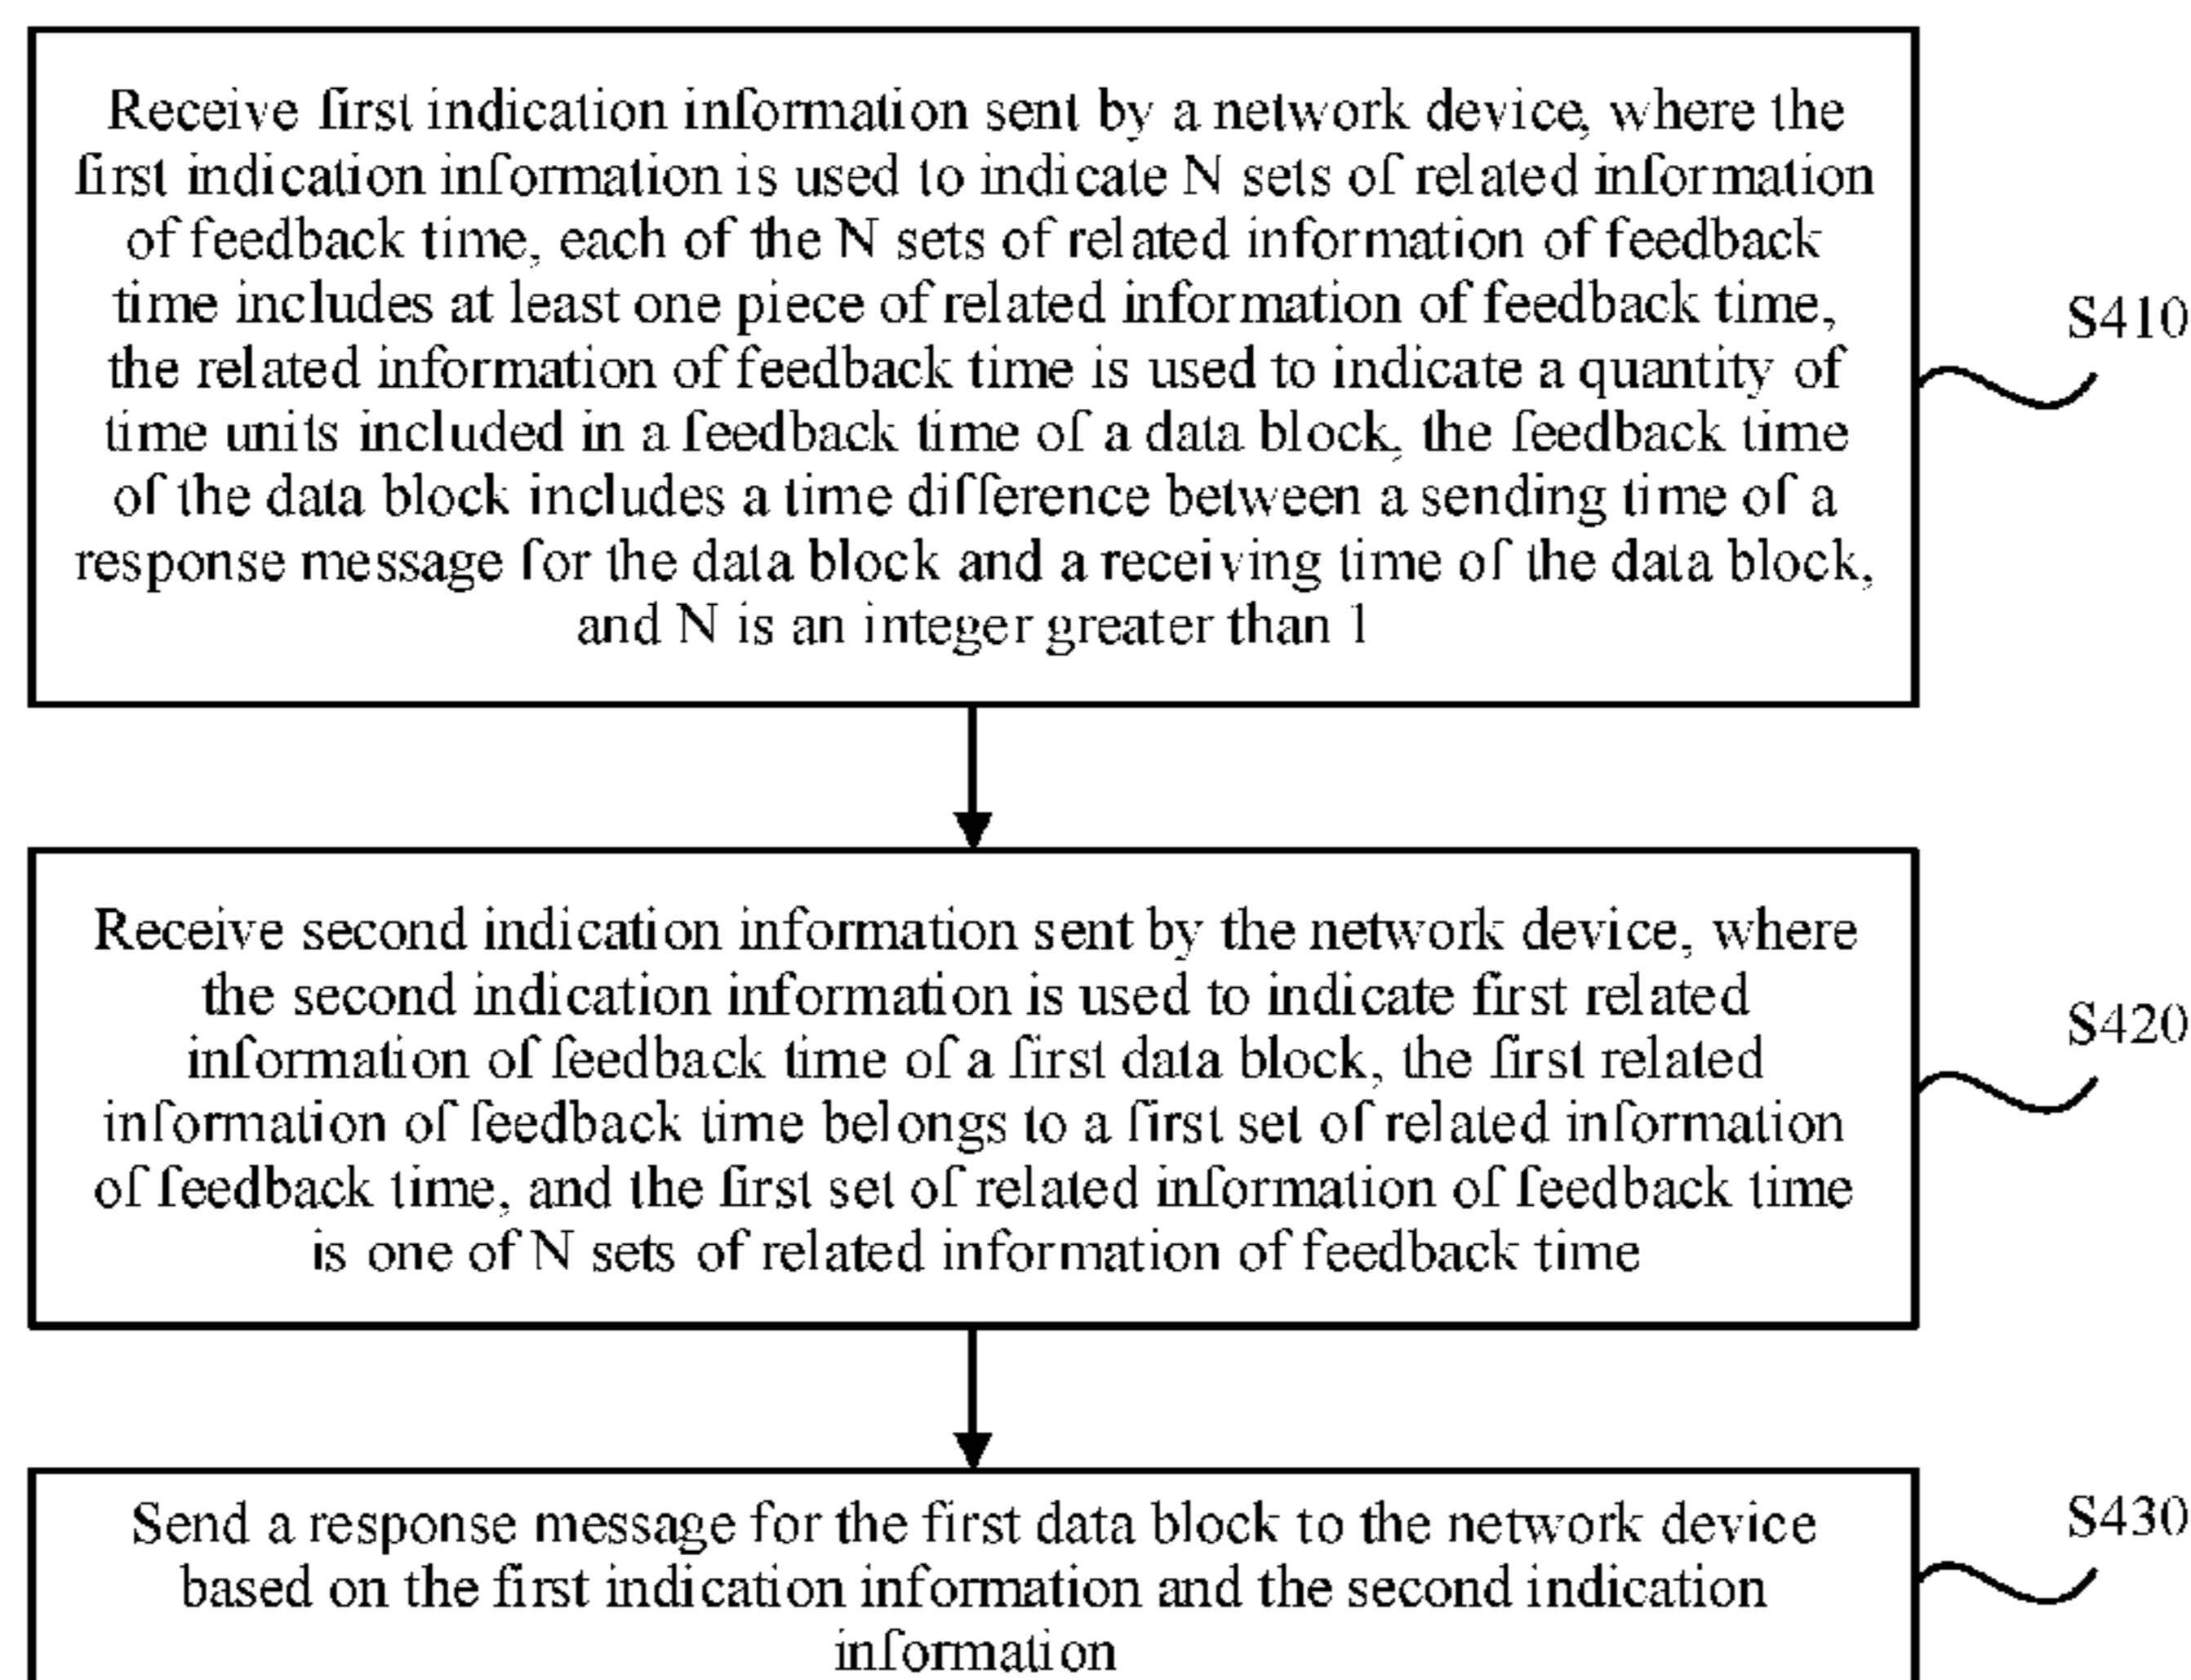 Receive first indication information sent by a network device, where the
first indication information is used to indicate N sets of related information
of feedback time, each of the N sets of related information of feedback
time includes at least one piece of related information of feedback time,
the related information of feedback time is used to indicate a quantity of
time units included in a feedback time of a data block, the feedback time
of the data block includes a time difference between a sending time of a
response message for the data block and a receiving time of the data block,
and N is an integer greater than 1
S410
Receive second indication information sent by the network device, where
the second indication information is used to indicate first related
information of feedback time of a first data block, the first related
information of feedback time belongs to a first set of related information
of feedback time, and the first set of related information of feedback time
is one of N sets of related information of feedback time
S420
Send a response message for the first data block to the network device
based on the first indication information and the second indication
information
S430